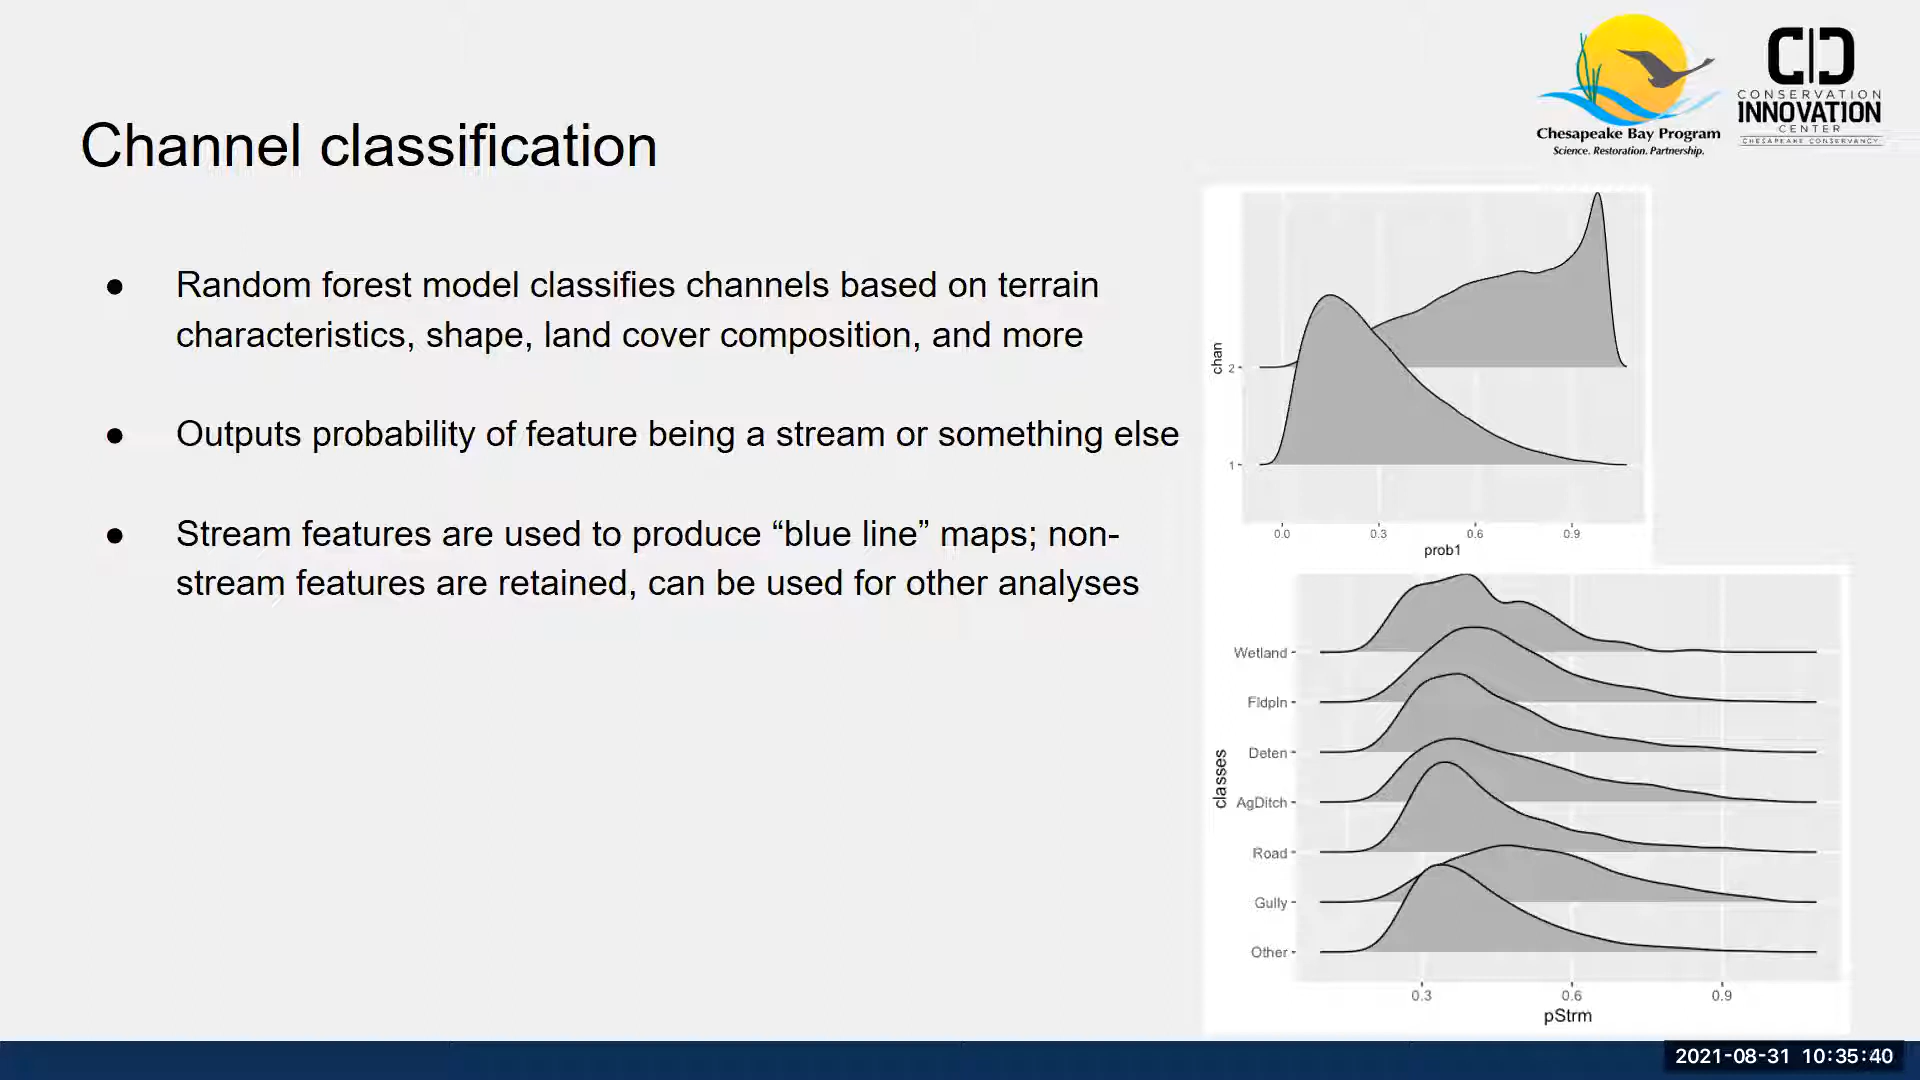 Chesapeake Bay Program
Science. Restoration. Partnership.
CONSERVATION
INNOVATION
CENTER
CHESAPEAKE CONSERVANCY
Channel classification
● Random forest model classifies channels based on terrain
characteristics, shape, land cover composition, and more
● Outputs probability of feature being a stream or something else
● Stream features are used to produce “blue line” maps; non-
stream features are retained, can be used for other analyses
chan
2
1
0.0 0.3 0.6 0.9
prob1
classes
Wetland
Fldpln
Deten
AgDitch
Road
Gully
Other
0.3 0.6 0.9
pStrm
2021-08-31 10:35:40